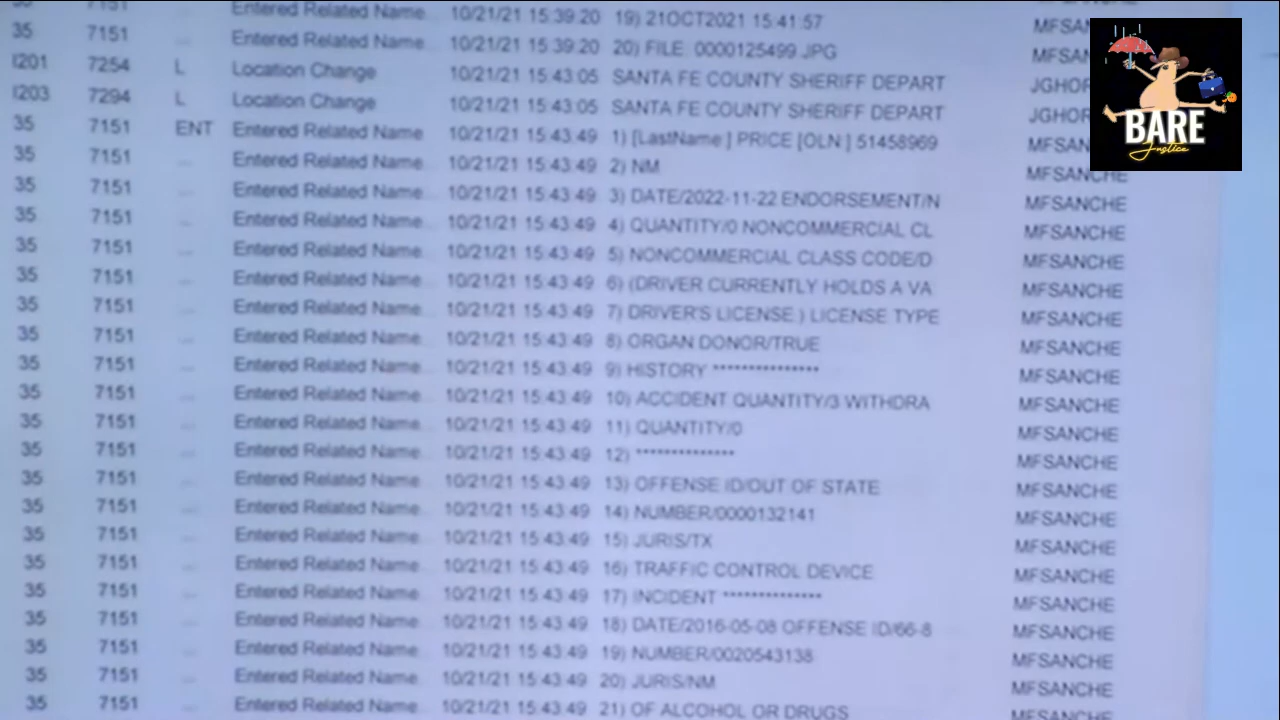 35 7151 Entered Related Name 10/21/21 15:39:20 19) 21OCT2021 15:41:57 MFSAN
35 7151 Entered Related Name 10/21/21 15:39:20 20) FILE 0000125499.JPG MFSAN
I201 7254 L Location Change 10/21/21 15:43:05 SANTA FE COUNTY SHERIFF DEPART JGHOR
I203 7294 L Location Change 10/21/21 15:43:05 SANTA FE COUNTY SHERIFF DEPART JGHOR
35 7151 ENT Entered Related Name 10/21/21 15:43:49 1) [LastName:] PRICE [OLN:] 51458969 MFSAN
35 7151 Entered Related Name 10/21/21 15:43:49 2) NM MFSANCHE
35 7151 Entered Related Name 10/21/21 15:43:49 3) DATE/2022-11-22 ENDORSEMENT/N MFSANCHE
35 7151 Entered Related Name 10/21/21 15:43:49 4) QUANTITY/0 NONCOMMERCIAL CL MFSANCHE
35 7151 Entered Related Name 10/21/21 15:43:49 5) NONCOMMERCIAL CLASS CODE/D MFSANCHE
35 7151 Entered Related Name 10/21/21 15:43:49 6) (DRIVER CURRENTLY HOLDS A VA MFSANCHE
35 7151 Entered Related Name 10/21/21 15:43:49 7) DRIVER'S LICENSE.) LICENSE TYPE MFSANCHE
35 7151 Entered Related Name 10/21/21 15:43:49 8) ORGAN DONOR/TRUE MFSANCHE
35 7151 Entered Related Name 10/21/21 15:43:49 9) HISTORY *************** MFSANCHE
35 7151 Entered Related Name 10/21/21 15:43:49 10) ACCIDENT QUANTITY/3 WITHDRA MFSANCHE
35 7151 Entered Related Name 10/21/21 15:43:49 11) QUANTITY/0 MFSANCHE
35 7151 Entered Related Name 10/21/21 15:43:49 12) ************** MFSANCHE
35 7151 Entered Related Name 10/21/21 15:43:49 13) OFFENSE ID/OUT OF STATE MFSANCHE
35 7151 Entered Related Name 10/21/21 15:43:49 14) NUMBER/0000132141 MFSANCHE
35 7151 Entered Related Name 10/21/21 15:43:49 15) JURIS/TX MFSANCHE
35 7151 Entered Related Name 10/21/21 15:43:49 16) TRAFFIC CONTROL DEVICE MFSANCHE
35 7151 Entered Related Name 10/21/21 15:43:49 17) INCIDENT ************** MFSANCHE
35 7151 Entered Related Name 10/21/21 15:43:49 18) DATE/2016-05-08 OFFENSE ID/66-8 MFSANCHE
35 7151 Entered Related Name 10/21/21 15:43:49 19) NUMBER/0020543138 MFSANCHE
35 7151 Entered Related Name 10/21/21 15:43:49 20) JURIS/NM MFSANCHE
35 7151 Entered Related Name 10/21/21 15:43:49 21) OF ALCOHOL OR DRUGS MFSANCHE
BARE
Justice